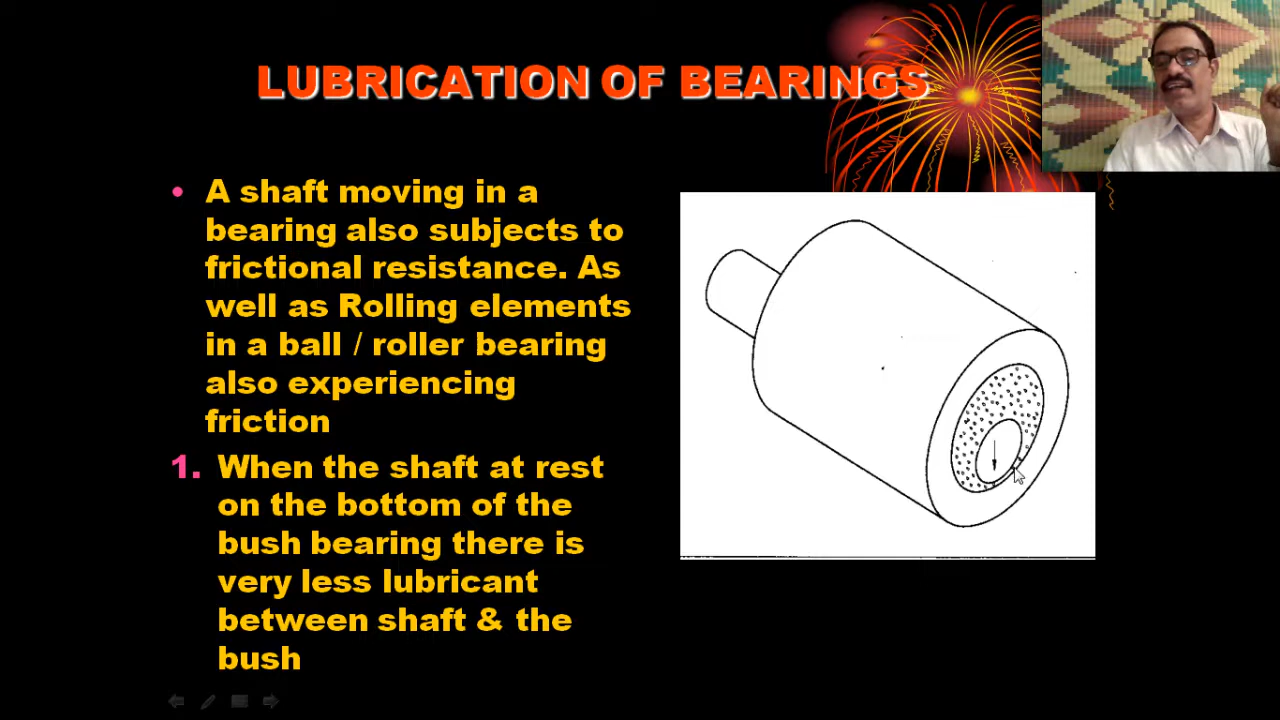 LUBRICATION OF BEARINGS
• A shaft moving in a
bearing also subjects to
frictional resistance. As
well as Rolling elements
in a ball / roller bearing
also experiencing
friction
1. When the shaft at rest
on the bottom of the
bush bearing there is
very less lubricant
between shaft & the
bush